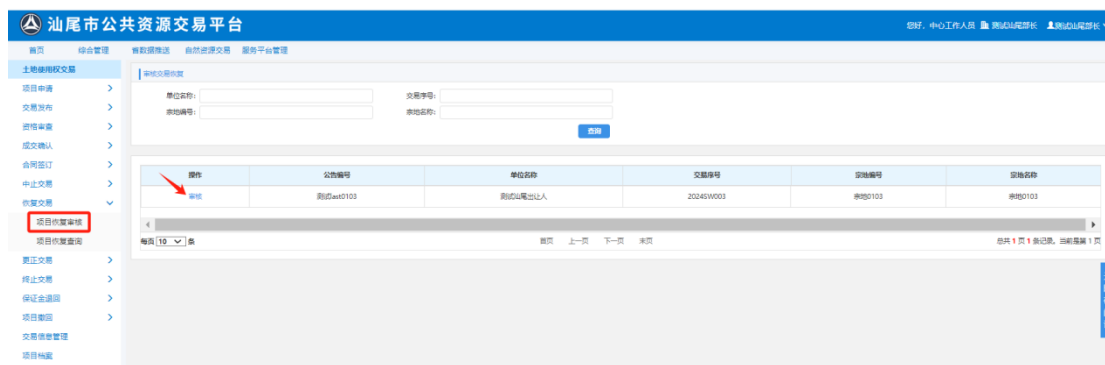 汕尾市公共资源交易平台
您好，中心工作人员 测试汕尾部长 测试汕尾部长
首页 综合管理 省数据推送 自然资源交易 服务平台管理
土地使用权交易
项目申请
交易发布
资格审查
成交确认
合同签订
中止交易
恢复交易
项目恢复审核
项目恢复查询
更正交易
终止交易
保证金退回
项目撤回
交易信息管理
项目档案
审核交易恢复
单位名称： 交易序号：
宗地编号： 宗地名称：
查询
操作 公告编号 单位名称 交易序号 宗地编号 宗地名称
审核 测试ast0103 测试汕尾出让人 2024SW003 宗地0103 宗地0103
每页 10 条 首页 上一页 下一页 末页 总共 1 页 1 条记录，当前是第 1 页